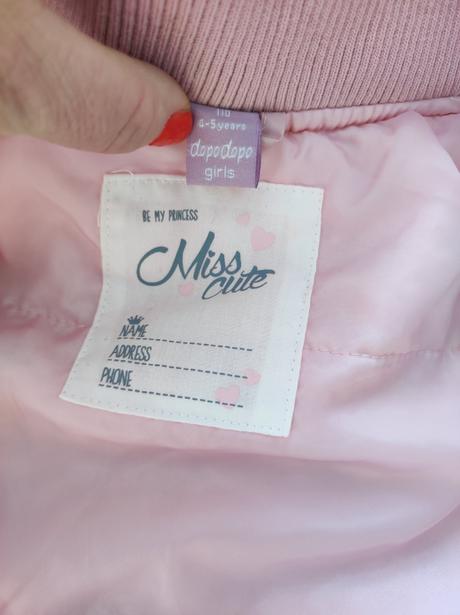 110
4-5years
dopodopo
girls
BE MY PRINCESS
Miss
cute
NAME
ADDRESS
PHONE